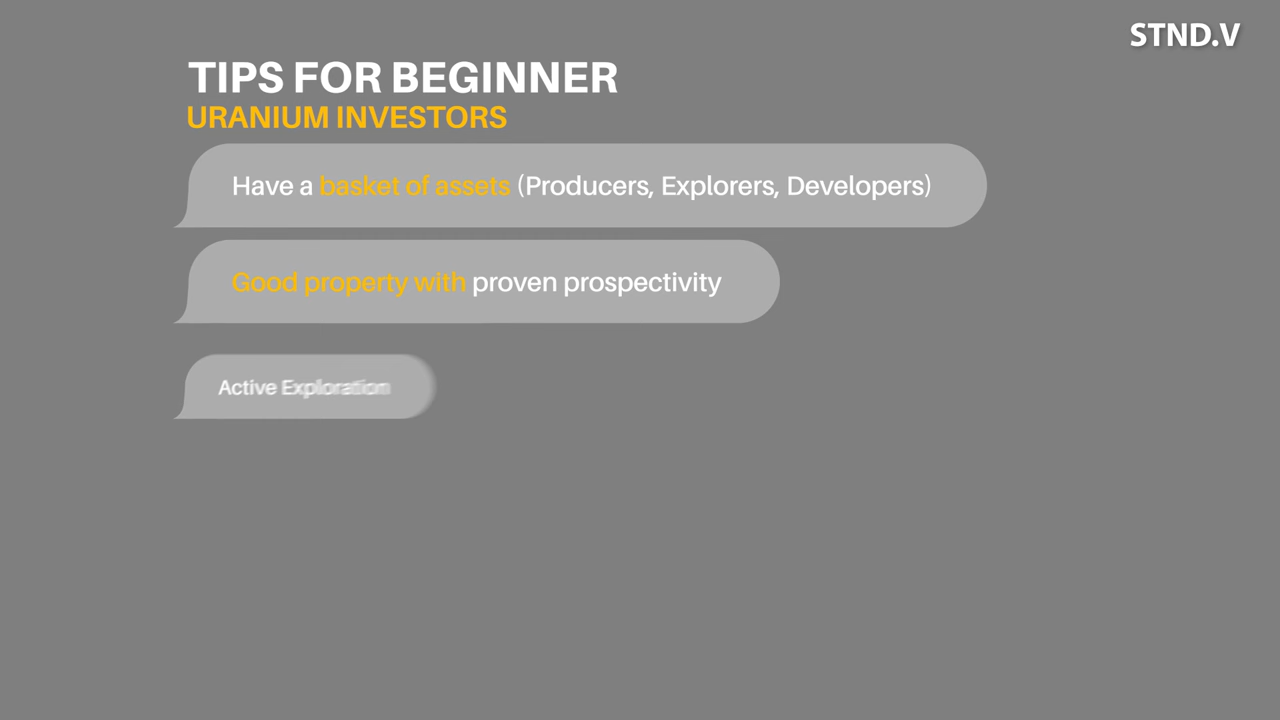 STND.V
TIPS FOR BEGINNER
URANIUM INVESTORS
Have a basket of assets (Producers, Explorers, Developers)
Good property with proven prospectivity
Active Exploration